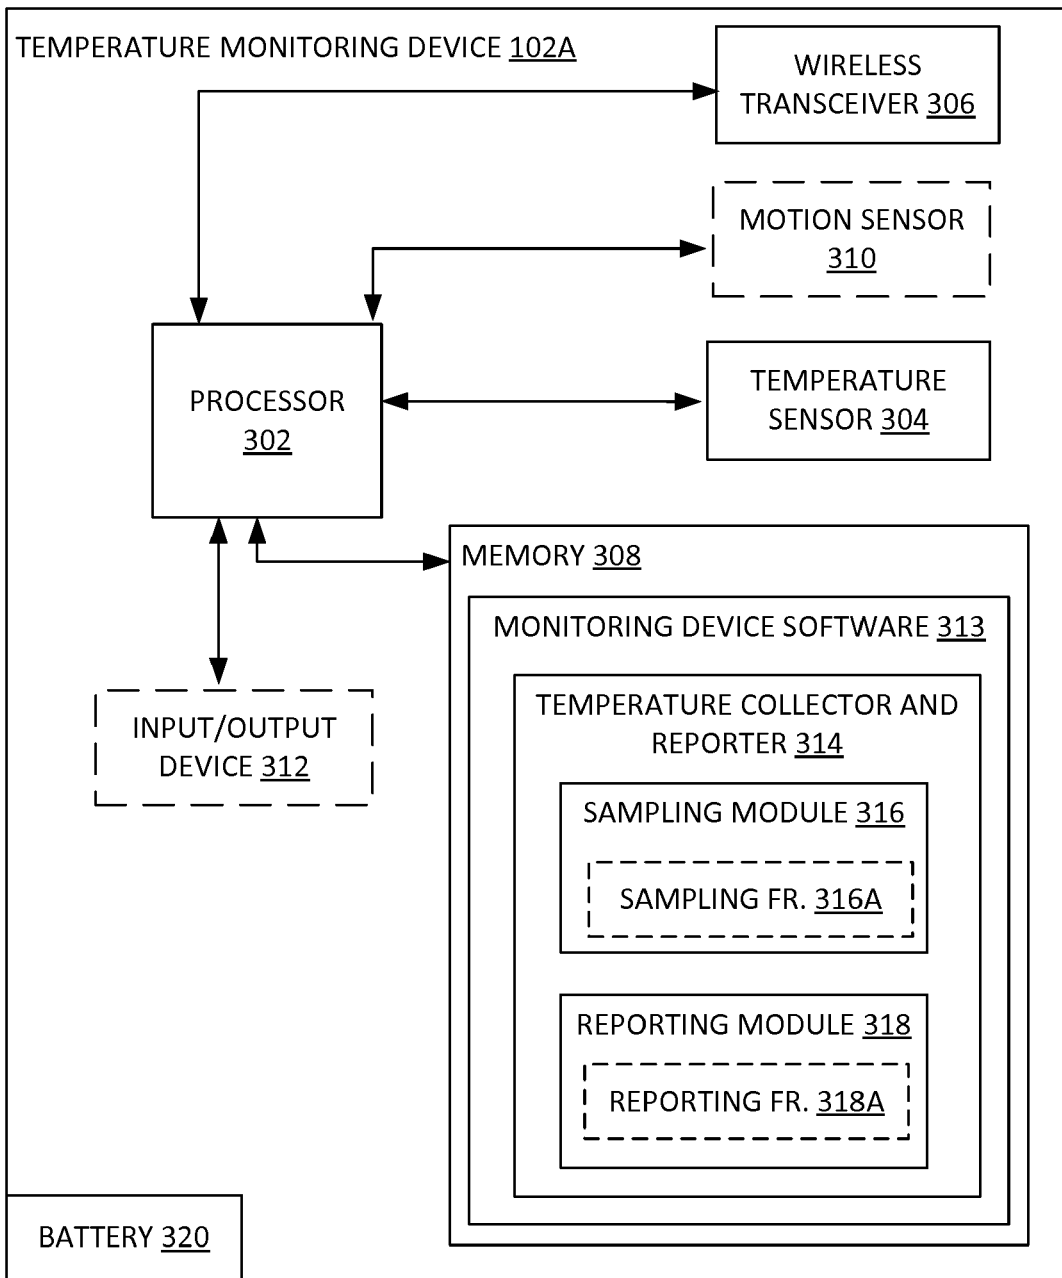 TEMPERATURE MONITORING DEVICE 102A
WIRELESS
TRANSCEIVER 306
MOTION SENSOR
310
PROCESSOR
302
TEMPERATURE
SENSOR 304
MEMORY 308
MONITORING DEVICE SOFTWARE 313
TEMPERATURE COLLECTOR AND
REPORTER 314
INPUT/OUTPUT
DEVICE 312
SAMPLING MODULE 316
SAMPLING FR. 316A
REPORTING MODULE 318
REPORTING FR. 318A
BATTERY 320